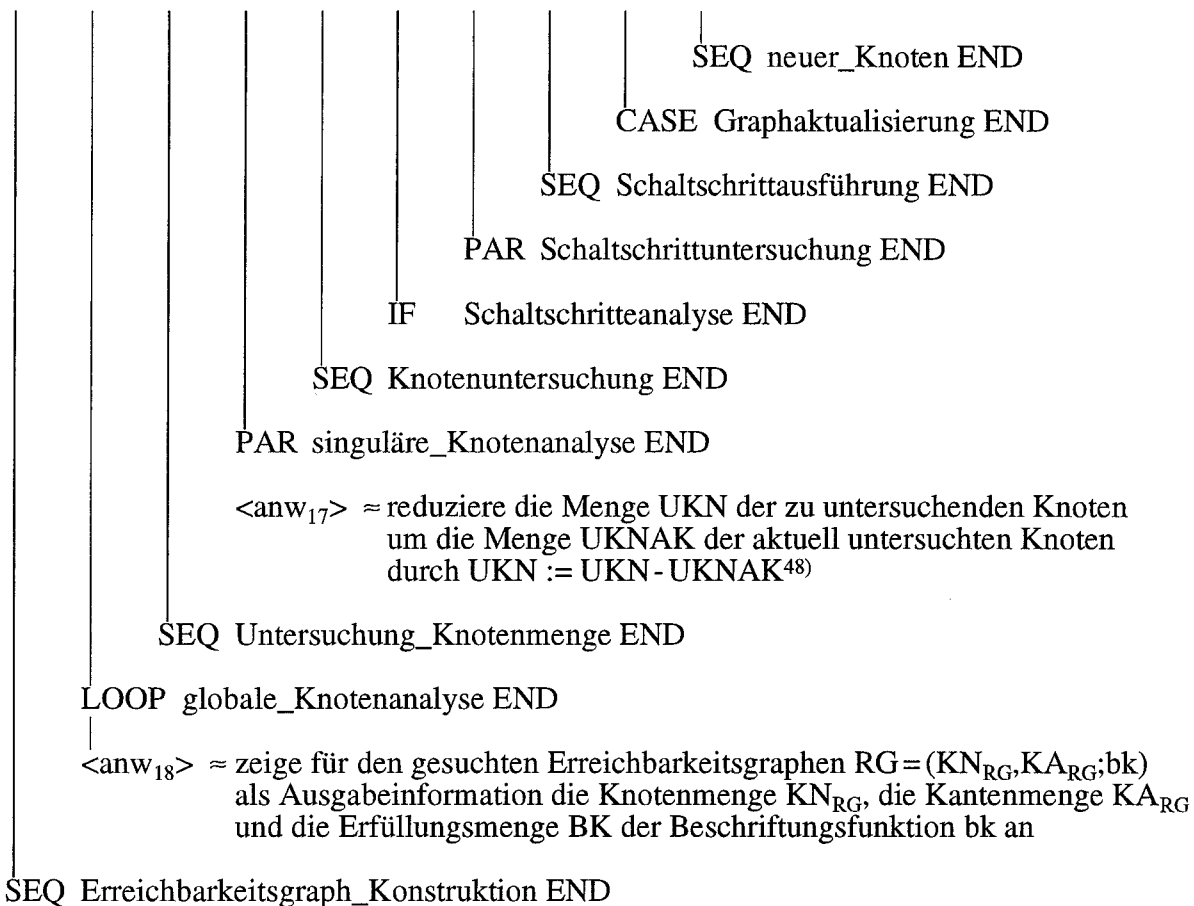 SEQ neuer_Knoten END
CASE Graphaktualisierung END
SEQ Schaltschrittausführung END
PAR Schaltschrittuntersuchung END
IF Schaltschritteanalyse END
SEQ Knotenuntersuchung END
PAR singuläre_Knotenanalyse END
<anw17> ≈ reduziere die Menge UKN der zu untersuchenden Knoten
um die Menge UKNAK der aktuell untersuchten Knoten
durch UKN := UKN - UKNAK48)
SEQ Untersuchung_Knotenmenge END
LOOP globale_Knotenanalyse END
<anw18> ≈ zeige für den gesuchten Erreichbarkeitsgraphen RG = (KNRG,KARG;bk)
als Ausgabeinformation die Knotenmenge KNRG, die Kantenmenge KARG
und die Erfüllungsmenge BK der Beschriftungsfunktion bk an
SEQ Erreichbarkeitsgraph_Konstruktion END